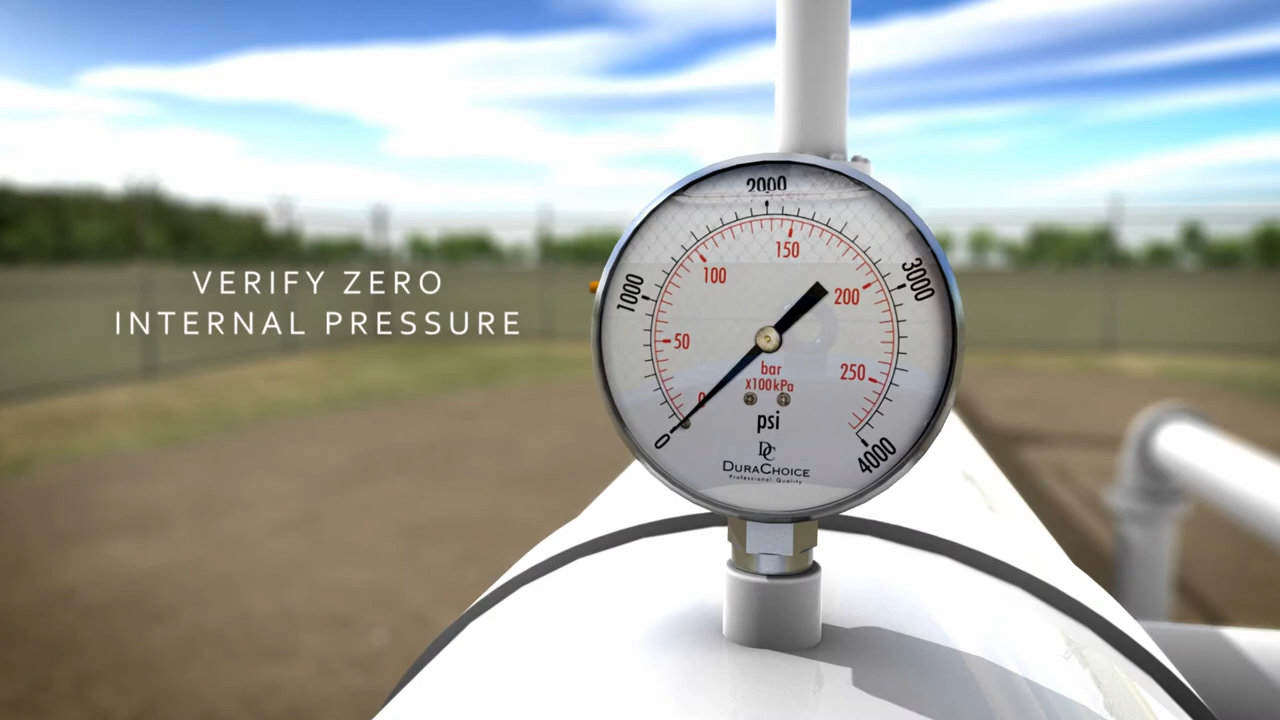 VERIFY ZERO
INTERNAL PRESSURE
2000
150
100
1000
3000
200
50
250
bar
x100kPa
0
psi
0
4000
DC
DURACHOICE
Professional Quality